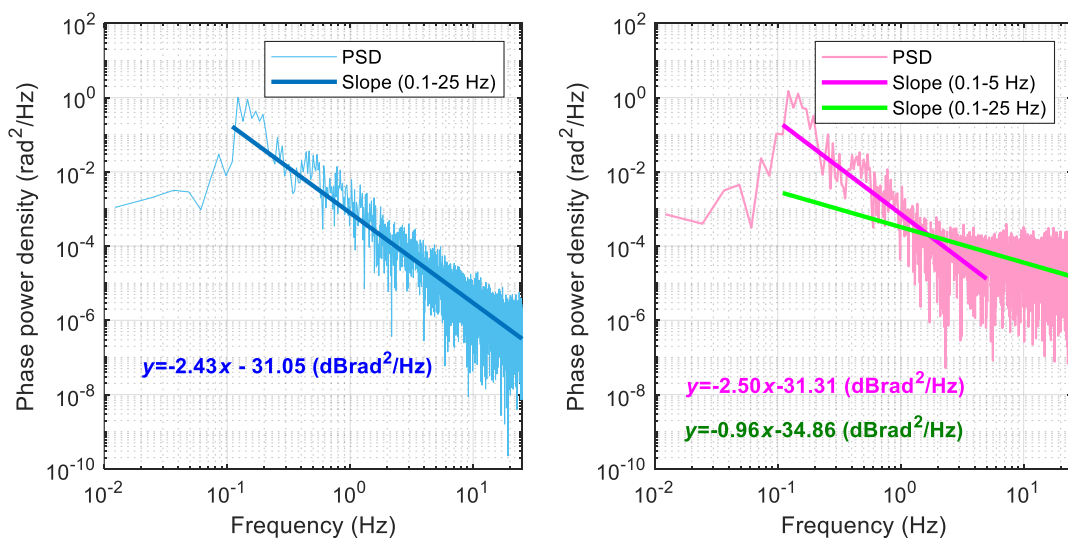 10^2
10^0
10^-2
10^-4
10^-6
10^-8
10^-10
Phase power density (rad^2/Hz)
PSD
Slope (0.1-25 Hz)
y=-2.43x - 31.05 (dBrad^2/Hz)
10^-2
10^-1
10^0
10^1
Frequency (Hz)
10^2
10^0
10^-2
10^-4
10^-6
10^-8
10^-10
Phase power density (rad^2/Hz)
PSD
Slope (0.1-5 Hz)
Slope (0.1-25 Hz)
y=-2.50x-31.31 (dBrad^2/Hz)
y=-0.96x-34.86 (dBrad^2/Hz)
10^-2
10^-1
10^0
10^1
Frequency (Hz)